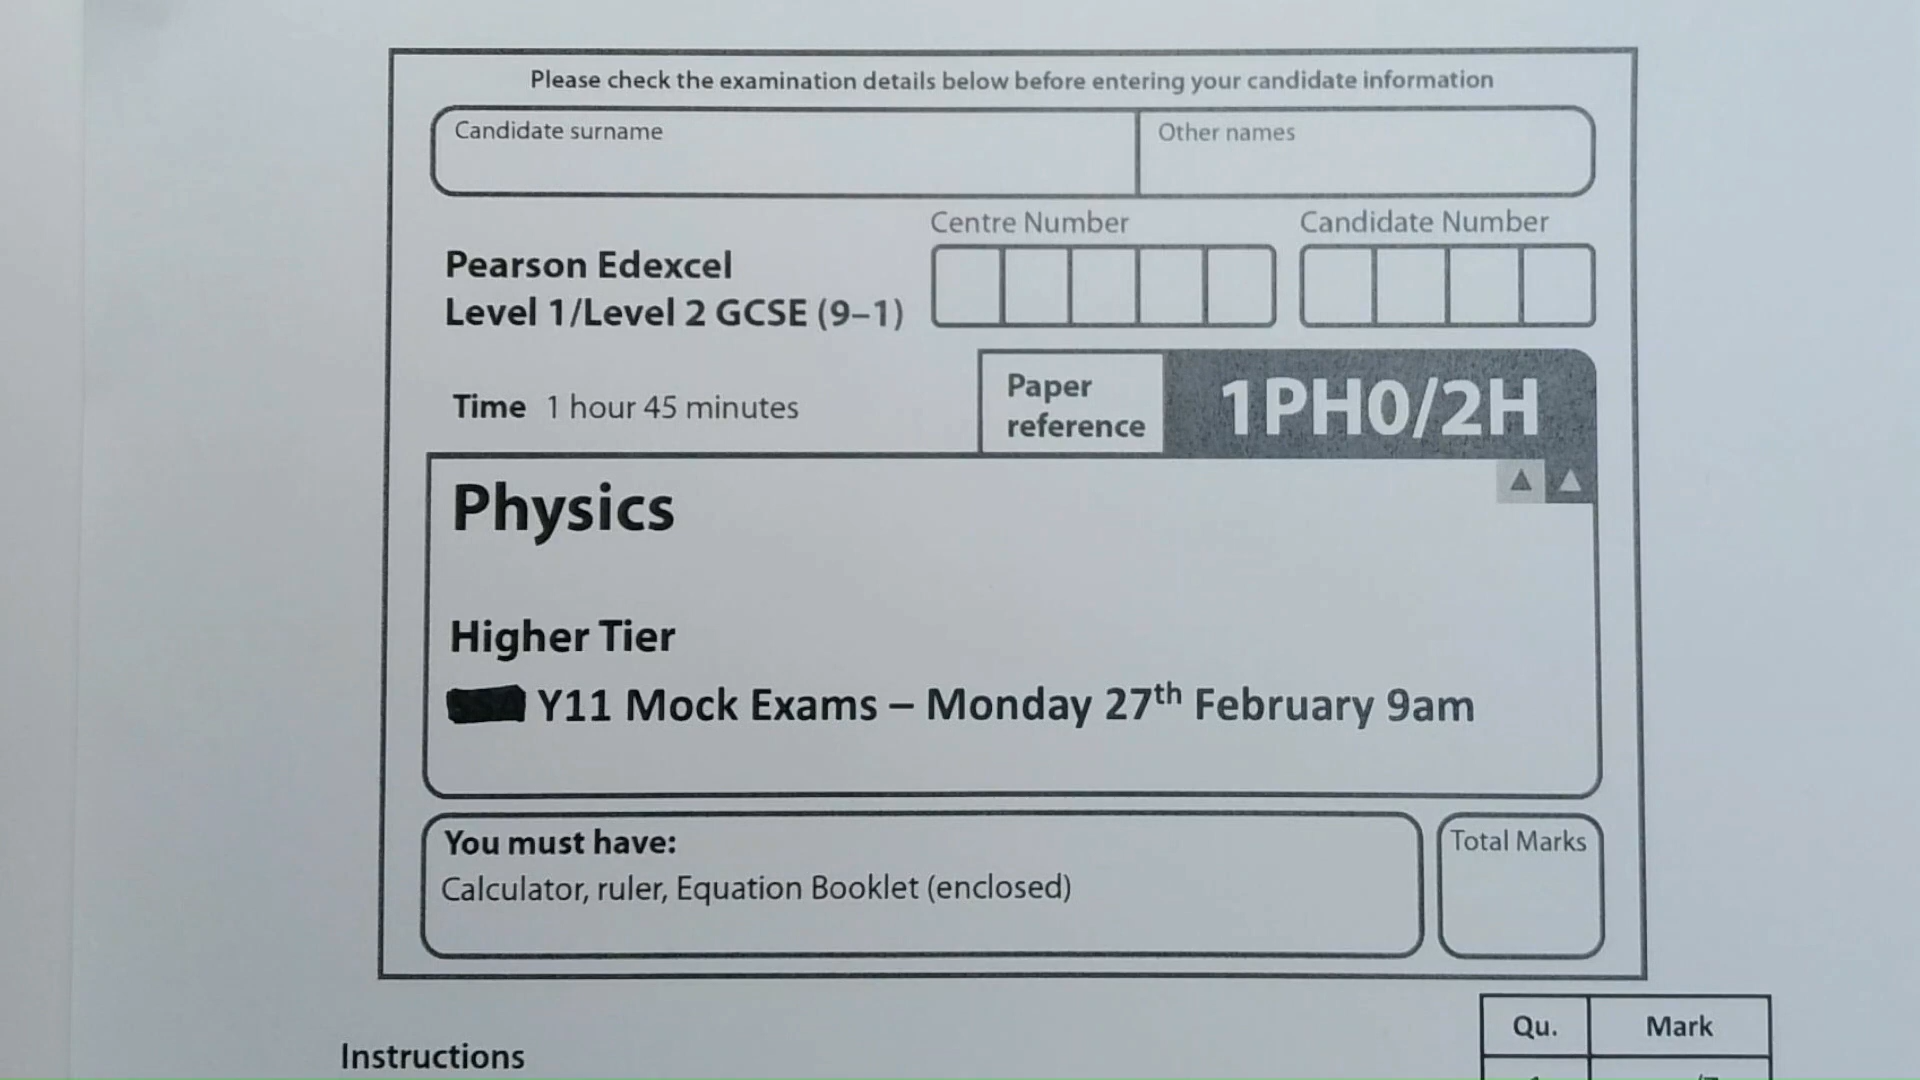 Please check the examination details below before entering your candidate information
Candidate surname
Other names
Centre Number
Candidate Number
Pearson Edexcel
Level 1/Level 2 GCSE (9–1)
Time 1 hour 45 minutes
Paper
reference
1PH0/2H
Physics
Higher Tier
Y11 Mock Exams – Monday 27th February 9am
You must have:
Calculator, ruler, Equation Booklet (enclosed)
Total Marks
Qu.
Mark
Instructions